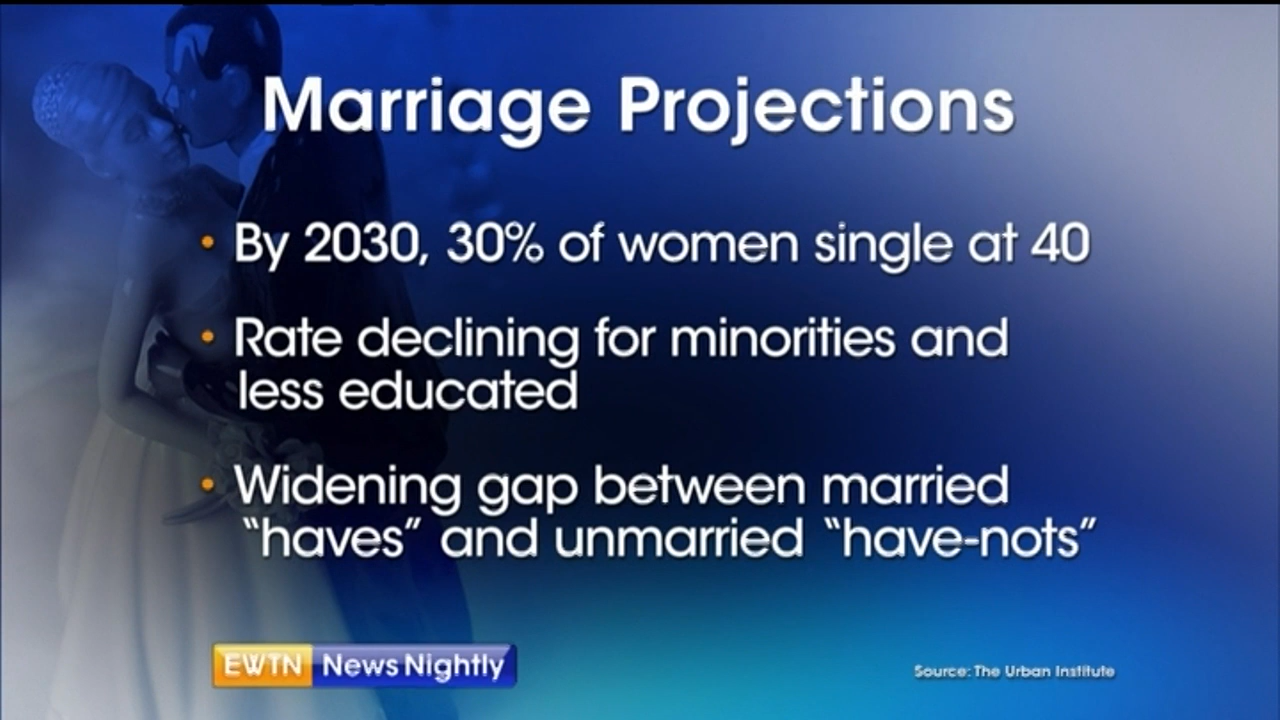 Marriage Projections
• By 2030, 30% of women single at 40
• Rate declining for minorities and
less educated
• Widening gap between married
“haves” and unmarried “have-nots”
EWTN News Nightly
Source: The Urban Institute